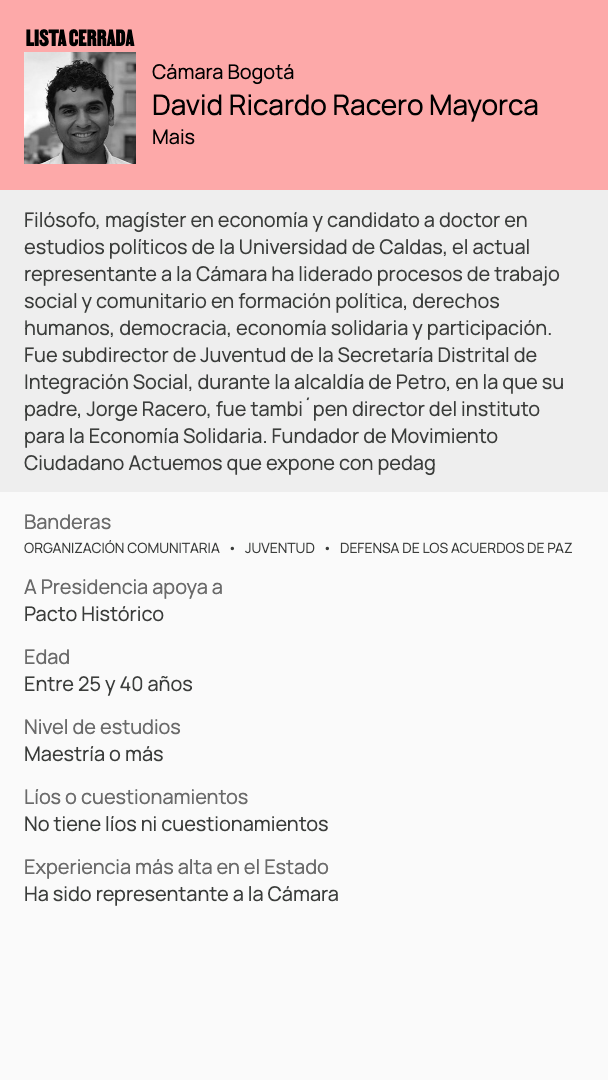 LISTA CERRADA
Cámara Bogotá
David Ricardo Racero Mayorca
Mais
Filósofo, magíster en economía y candidato a doctor en
estudios políticos de la Universidad de Caldas, el actual
representante a la Cámara ha liderado procesos de trabajo
social y comunitario en formación política, derechos
humanos, democracia, economía solidaria y participación.
Fue subdirector de Juventud de la Secretaría Distrital de
Integración Social, durante la alcaldía de Petro, en la que su
padre, Jorge Racero, fue tambi´pen director del instituto
para la Economía Solidaria. Fundador de Movimiento
Ciudadano Actuemos que expone con pedag
Banderas
ORGANIZACIÓN COMUNITARIA • JUVENTUD • DEFENSA DE LOS ACUERDOS DE PAZ
A Presidencia apoya a
Pacto Histórico
Edad
Entre 25 y 40 años
Nivel de estudios
Maestría o más
Líos o cuestionamientos
No tiene líos ni cuestionamientos
Experiencia más alta en el Estado
Ha sido representante a la Cámara